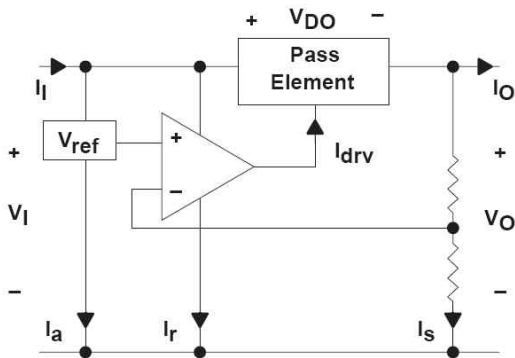 + V_DO −
Pass
Element
I_I
I_O
V_ref
+
−
I_drv
+
V_I
−
+
V_O
−
I_a
I_r
I_s